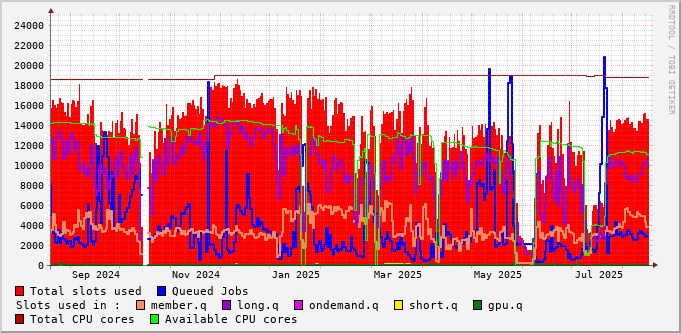 24000
22000
20000
18000
16000
14000
12000
10000
8000
6000
4000
2000
0
Sep 2024 Nov 2024 Jan 2025 Mar 2025 May 2025 Jul 2025
Total slots used Queued Jobs
Slots used in : member.q long.q ondemand.q short.q gpu.q
Total CPU cores Available CPU cores
RRDTOOL / TOBI OETIKER